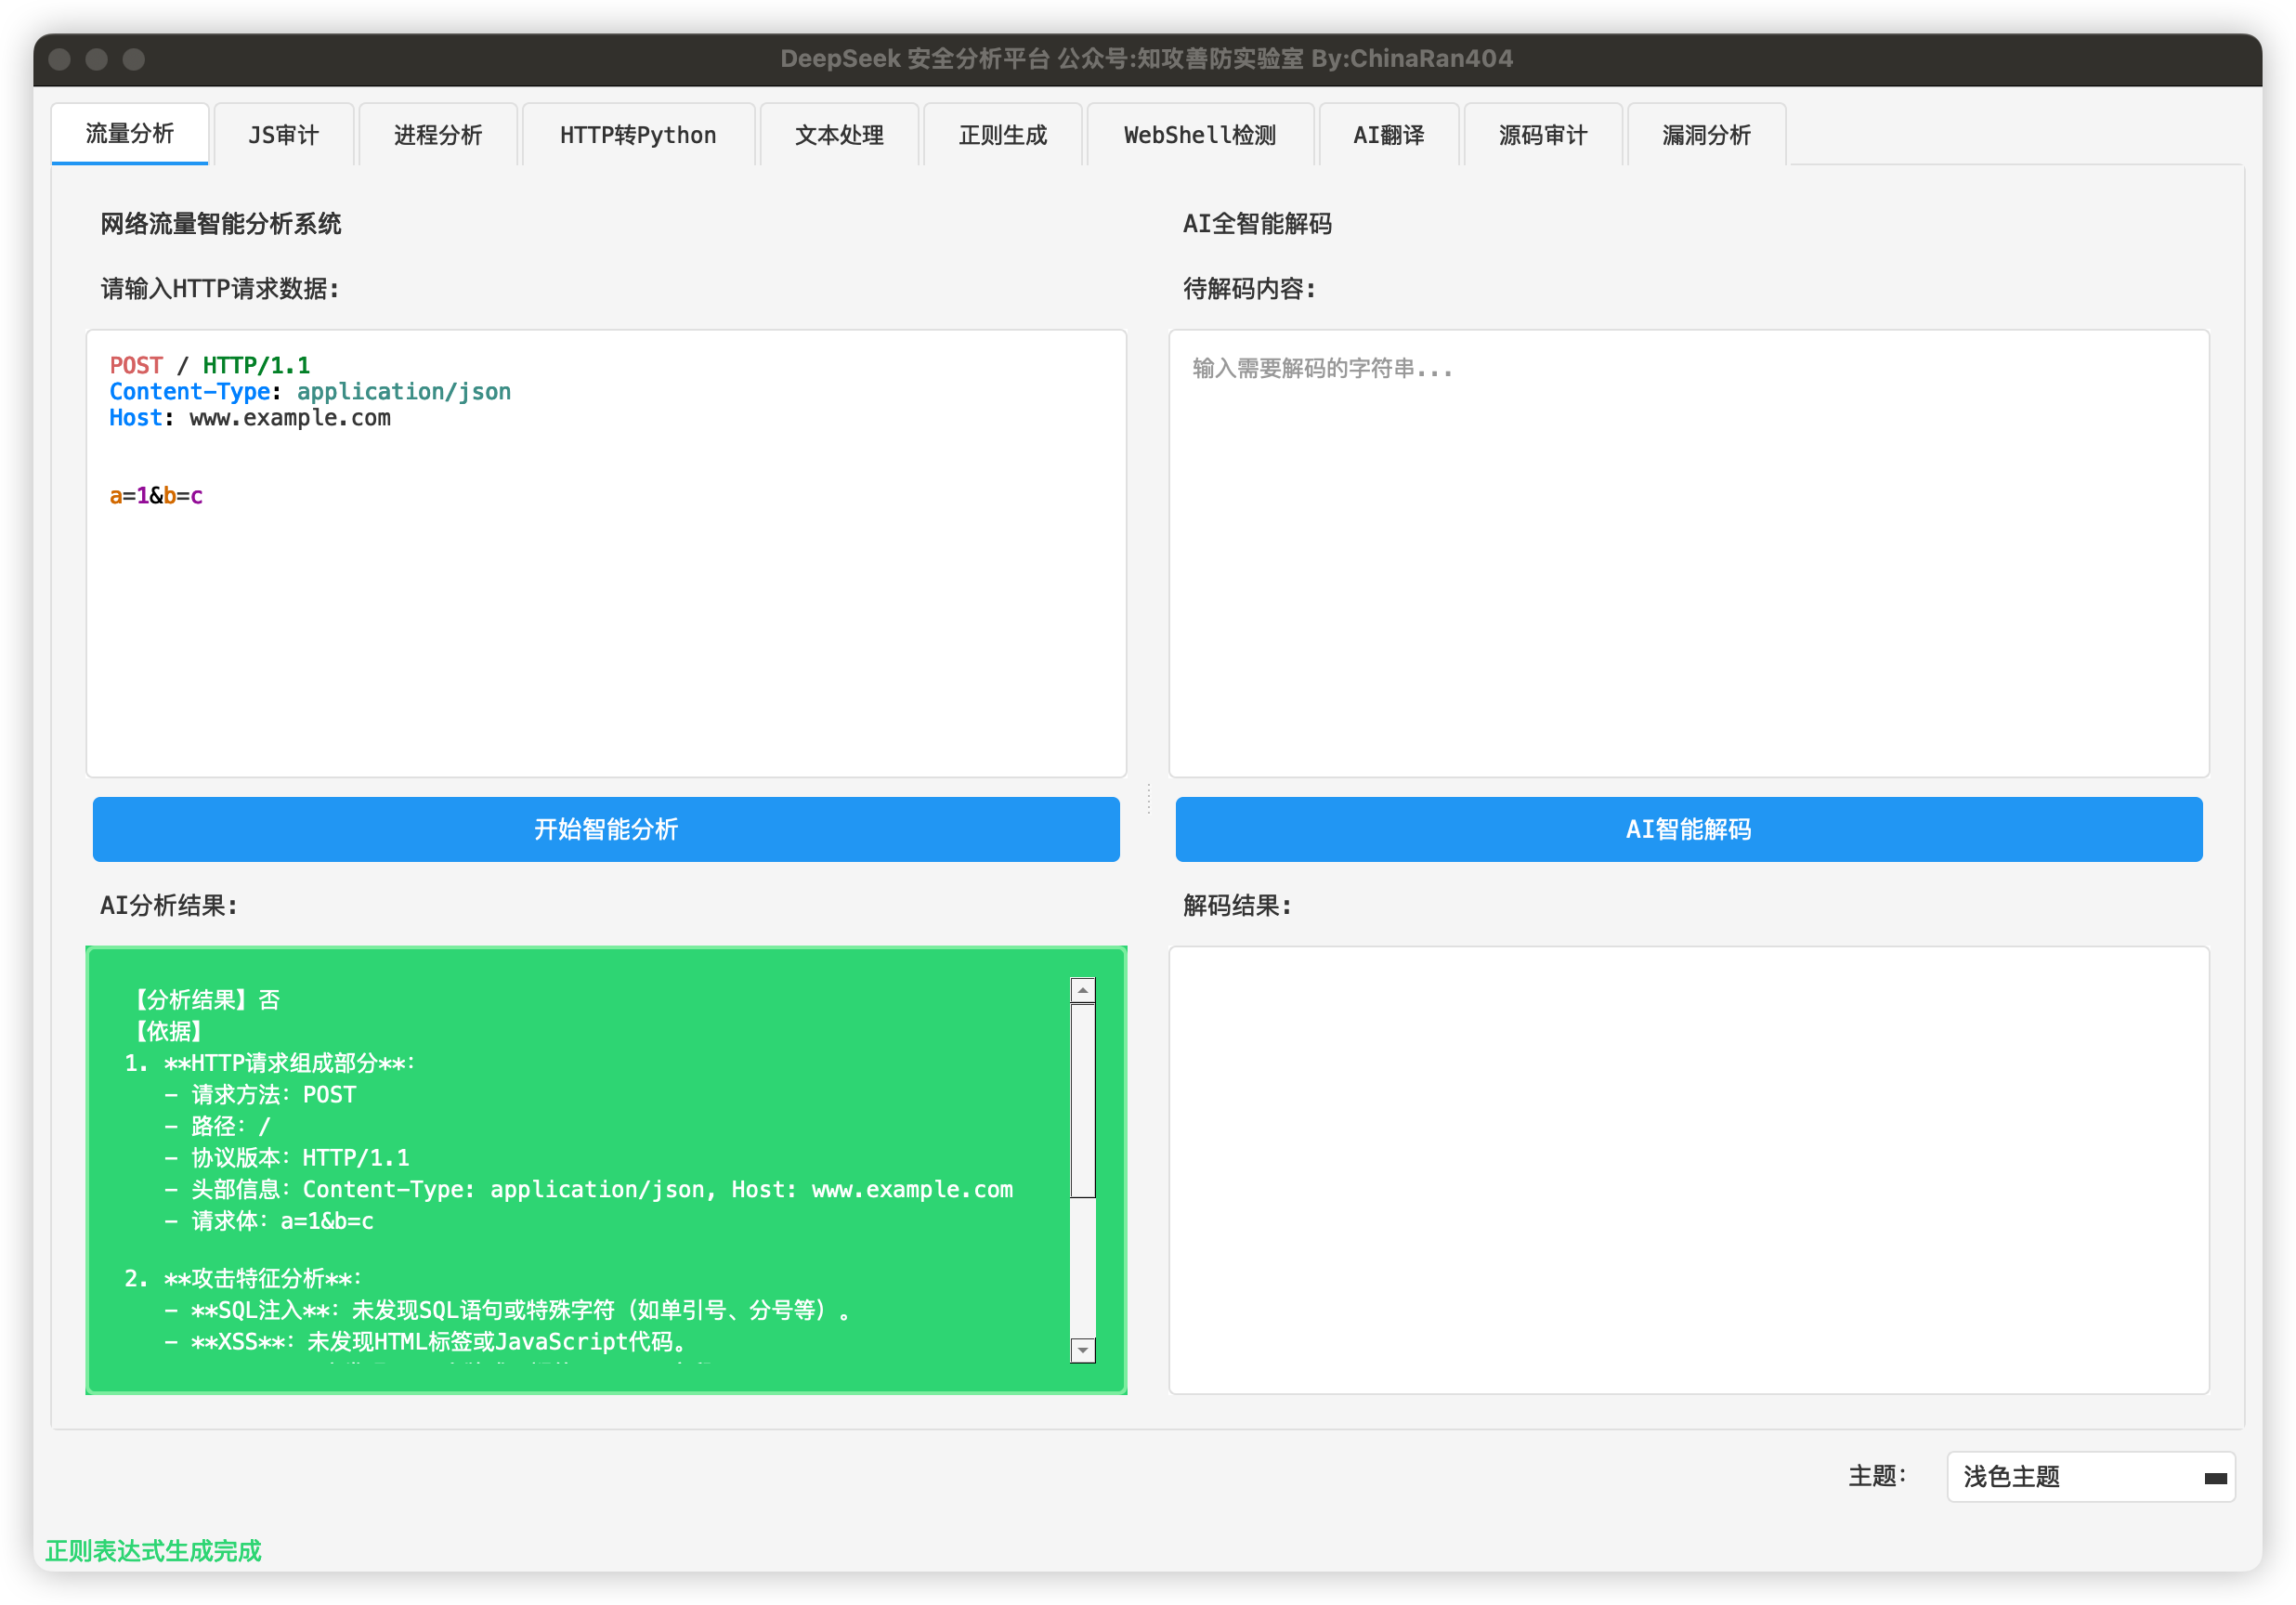 DeepSeek 安全分析平台 公众号:知攻善防实验室 By:ChinaRan404
流量分析 JS审计 进程分析 HTTP转Python 文本处理 正则生成 WebShell检测 AI翻译 源码审计 漏洞分析
网络流量智能分析系统
请输入HTTP请求数据:
POST / HTTP/1.1
Content-Type: application/json
Host: www.example.com
a=1&b=c
开始智能分析
AI分析结果:
【分析结果】否
【依据】
1. **HTTP请求组成部分**:
- 请求方法: POST
- 路径: /
- 协议版本: HTTP/1.1
- 头部信息: Content-Type: application/json, Host: www.example.com
- 请求体: a=1&b=c
2. **攻击特征分析**:
- **SQL注入**: 未发现SQL语句或特殊字符（如单引号、分号等）。
- **XSS**: 未发现HTML标签或JavaScript代码。
AI全智能解码
待解码内容:
输入需要解码的字符串...
AI智能解码
解码结果:
主题: 浅色主题
正则表达式生成完成